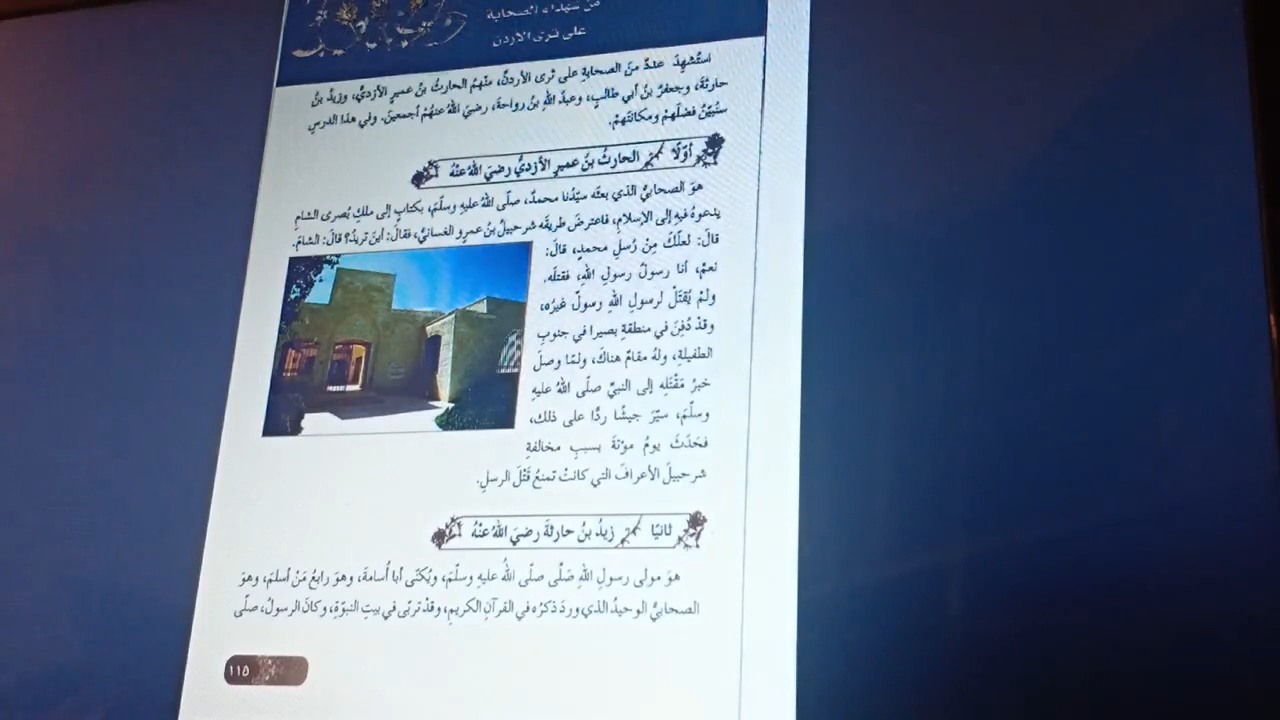 من شهداء الصحابة
على ثرى الأردن
استُشهِدَ عددٌ منَ الصحابةِ على ثرى الأردنِّ، منْهمُ الحارثُ بنُ عميرٍ الأزديُّ، وزيدُ بنُ
حارثةَ، وجعفرُ بنُ أبي طالبٍ، وعبدُ اللهِ بنُ رواحةَ، رضيَ اللهُ عنهُمْ أجمعينَ. وفي هذا الدرسِ
سنُبيّنُ فضلَهمْ ومكانتَهمْ.
أوّلًا الحارثُ بنُ عميرٍ الأزديُّ رضيَ اللهُ عنْهُ
هوَ الصحابيُّ الذي بعثَه سيّدُنا محمدٌ، صلّى اللهُ عليهِ وسلّمَ، بكتابٍ إلى ملكِ بُصرى الشامِ
يدعوهُ فيهِ إلى الإسلامِ، فاعترضَ طريقَه شرحبيلُ بنُ عمرٍو الغسانيُّ، فقالَ: أينَ تريدُ؟ قالَ: الشامَ.
قالَ: لعلّكَ مِنْ رُسلِ محمدٍ، قالَ:
نعمْ، أنا رسولُ رسولِ اللهِ، فقتلَه.
ولمْ يُقتَلْ لرسولِ اللهِ رسولٌ غيرُه،
وقدْ دُفِنَ في منطقةِ بصيرا في جنوبِ
الطفيلةِ، ولهُ مقامٌ هناكَ، ولمّا وصلَ
خبرُ مَقْتَلِه إلى النبيِّ صلّى اللهُ عليهِ
وسلّمَ، سيّرَ جيشًا ردًّا على ذلك،
فحَدَثَ يومُ مؤتةَ بسببِ مخالفةِ
شرحبيلَ الأعرافَ التي كانتْ تمنعُ قَتْلَ الرسلِ.
ثانيًا زيدُ بنُ حارثةَ رضيَ اللهُ عنْهُ
هوَ مولى رسولِ اللهِ صَلَّى صلّى اللهُ عليهِ وسلّمَ، ويُكنّى أبا أُسامةَ، وهوَ رابعُ مَنْ أسلمَ، وهوَ
الصحابيُّ الوحيدُ الذي وردَ ذكرُه في القرآنِ الكريمِ، وقدْ تربّى في بيتِ النبوّةِ، وكانَ الرسولُ، صلّى
١١٥